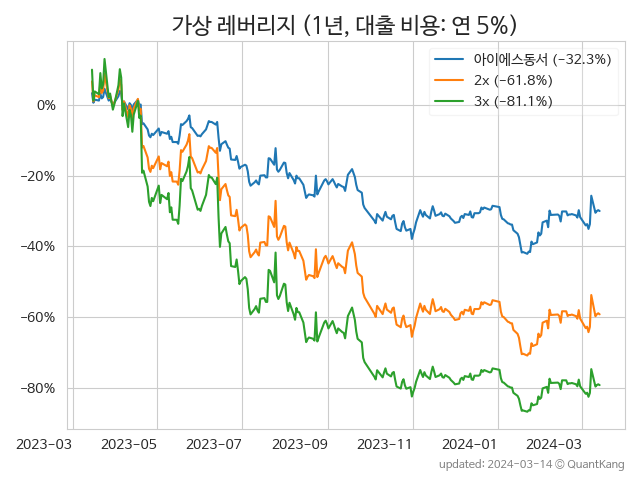 가상 레버리지 (1년, 대출 비용: 연 5%)
아이에스동서 (−32.3%)
2x (−61.8%)
3x (−81.1%)
0%
−20%
−40%
−60%
−80%
2023−03 2023−05 2023−07 2023−09 2023−11 2024−01 2024−03
updated: 2024−03−14 © QuantKang